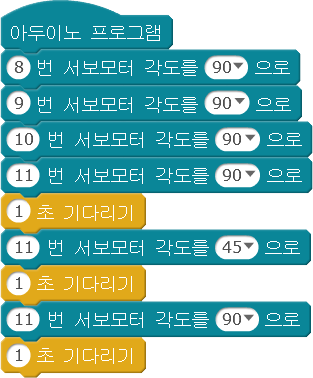 아두이노 프로그램
8 번 서보모터 각도를 90 으로
9 번 서보모터 각도를 90 으로
10 번 서보모터 각도를 90 으로
11 번 서보모터 각도를 90 으로
1 초 기다리기
11 번 서보모터 각도를 45 으로
1 초 기다리기
11 번 서보모터 각도를 90 으로
1 초 기다리기